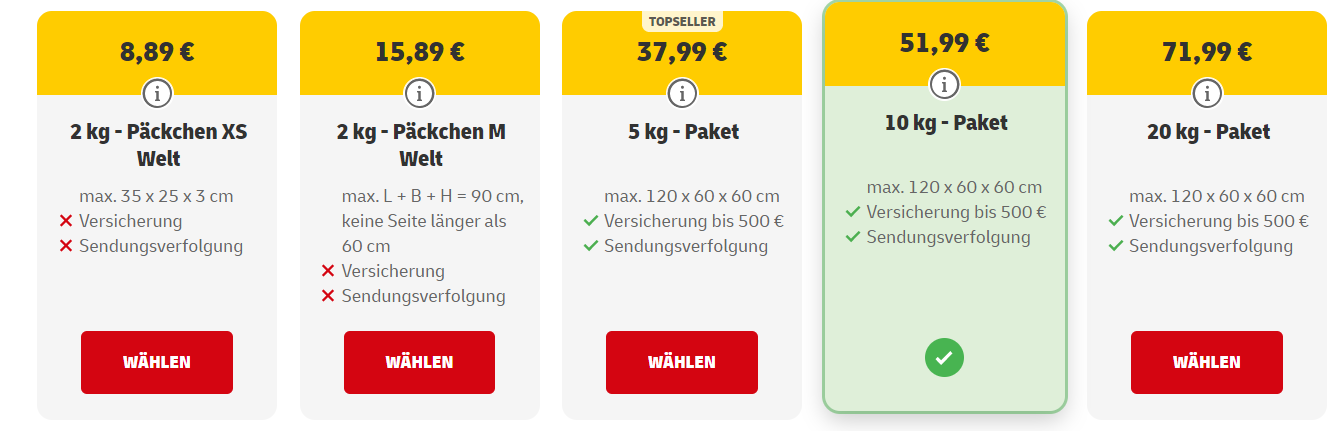 8,89 €
i
2 kg - Päckchen XS
Welt
max. 35 x 25 x 3 cm
Versicherung
Sendungsverfolgung
WÄHLEN
15,89 €
i
2 kg - Päckchen M
Welt
max. L + B + H = 90 cm,
keine Seite länger als
60 cm
Versicherung
Sendungsverfolgung
WÄHLEN
TOPSELLER
37,99 €
i
5 kg - Paket
max. 120 x 60 x 60 cm
Versicherung bis 500 €
Sendungsverfolgung
WÄHLEN
51,99 €
i
10 kg - Paket
max. 120 x 60 x 60 cm
Versicherung bis 500 €
Sendungsverfolgung
71,99 €
i
20 kg - Paket
max. 120 x 60 x 60 cm
Versicherung bis 500 €
Sendungsverfolgung
WÄHLEN